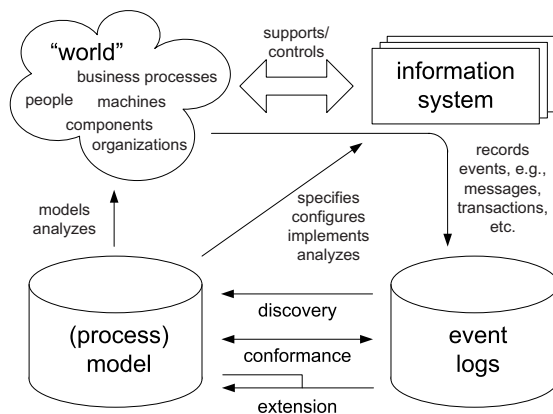 “world”
business processes
people machines
components
organizations
supports/
controls
information
system
models
analyzes
specifies
configures
implements
analyzes
records
events, e.g.,
messages,
transactions,
etc.
(process)
model
discovery
conformance
extension
event
logs